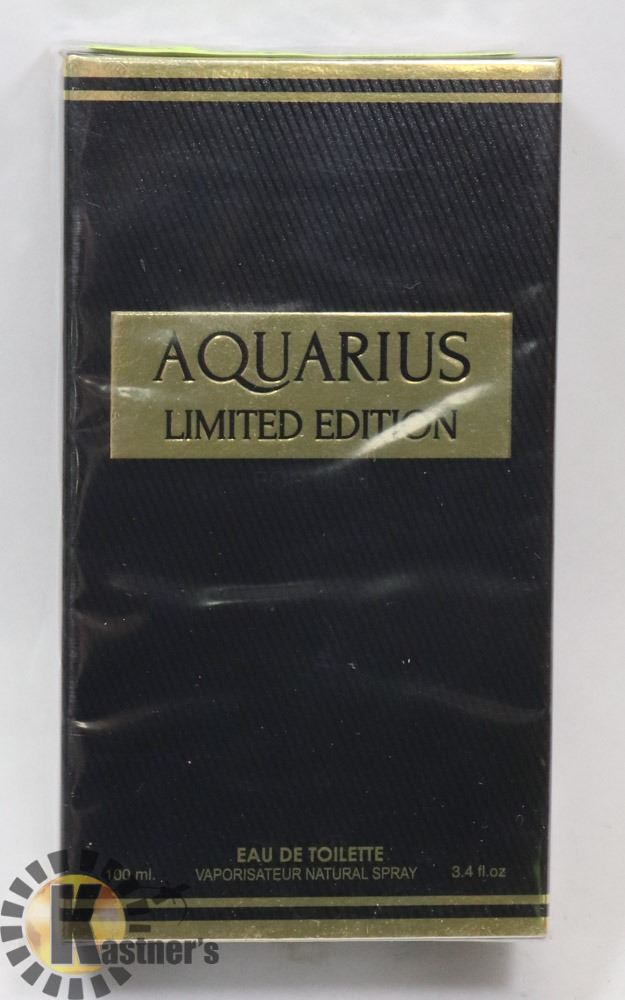 AQUARIUS
LIMITED EDITION
EAU DE TOILETTE
100 ml. VAPORISATEUR NATURAL SPRAY 3.4 fl.oz
Kastner's